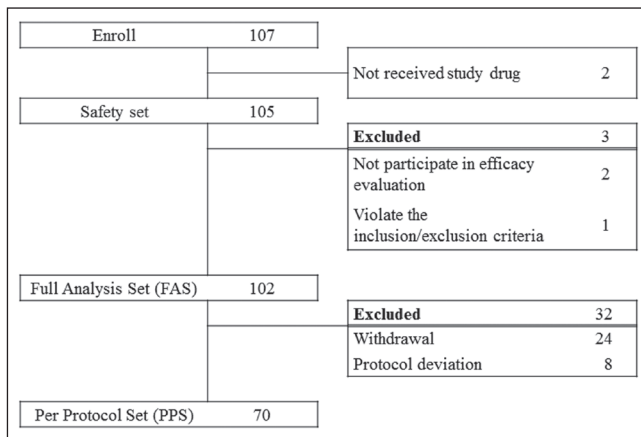 Enroll 107
Not received study drug 2
Safety set 105
Excluded 3
Not participate in efficacy
evaluation 2
Violate the
inclusion/exclusion criteria 1
Full Analysis Set (FAS) 102
Excluded 32
Withdrawal 24
Protocol deviation 8
Per Protocol Set (PPS) 70